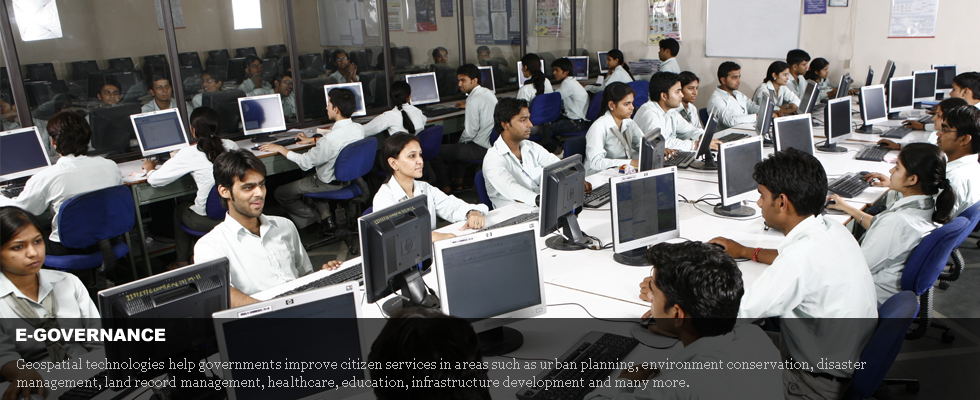 E-GOVERNANCE
Geospatial technologies help governments improve citizen services in areas such as urban planning, environment conservation, disaster
management, land record management, healthcare, education, infrastructure development and many more.